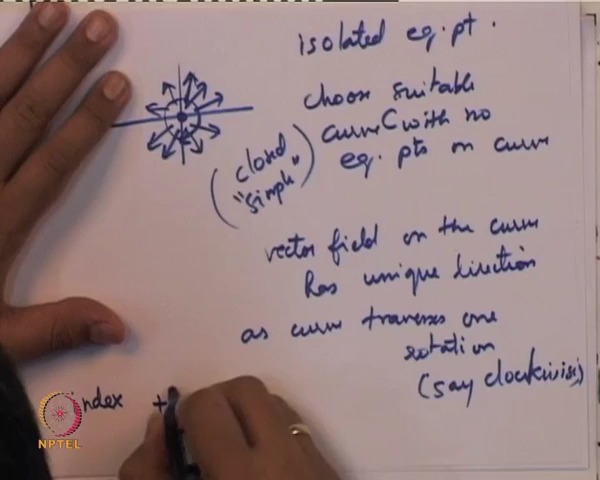 isolated eq. pt.
choose suitable
curve C with no
(closed "simple")
eq. pts on curve
vector field on the curve
has unique direction
as curve traverses one
rotation
(say clockwise)
index +
NPTEL